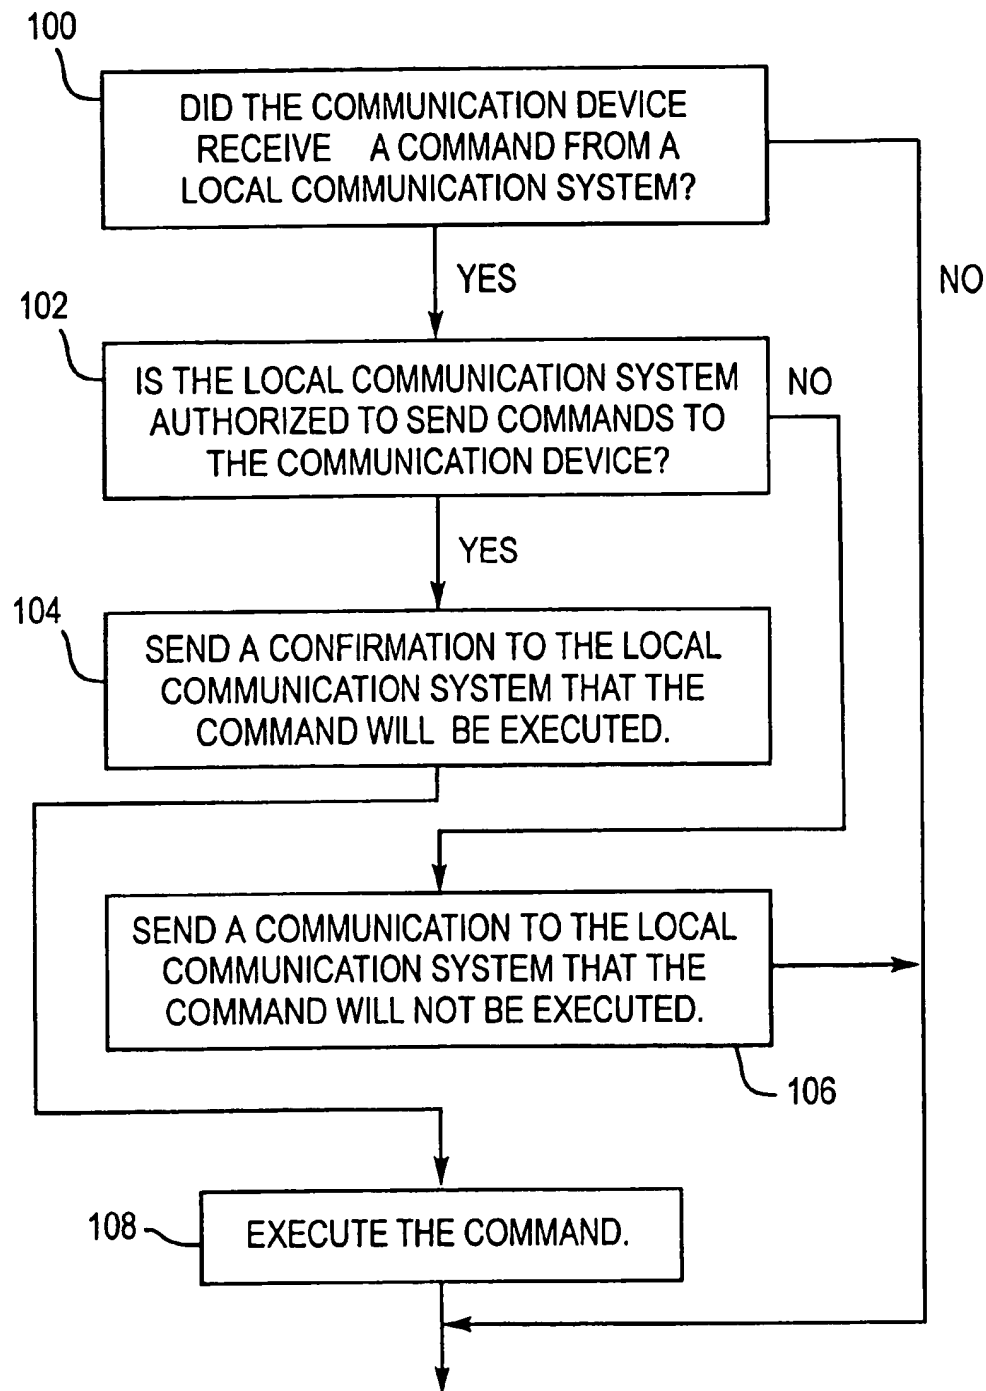 100
DID THE COMMUNICATION DEVICE
RECEIVE A COMMAND FROM A
LOCAL COMMUNICATION SYSTEM?
YES
NO
102
IS THE LOCAL COMMUNICATION SYSTEM
AUTHORIZED TO SEND COMMANDS TO
THE COMMUNICATION DEVICE?
NO
YES
104
SEND A CONFIRMATION TO THE LOCAL
COMMUNICATION SYSTEM THAT THE
COMMAND WILL BE EXECUTED.
SEND A COMMUNICATION TO THE LOCAL
COMMUNICATION SYSTEM THAT THE
COMMAND WILL NOT BE EXECUTED.
106
108
EXECUTE THE COMMAND.